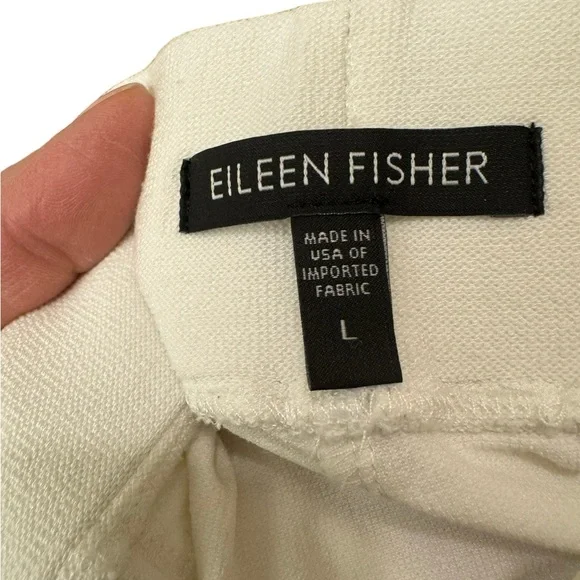 EILEEN FISHER
MADE IN
USA OF
IMPORTED
FABRIC
L